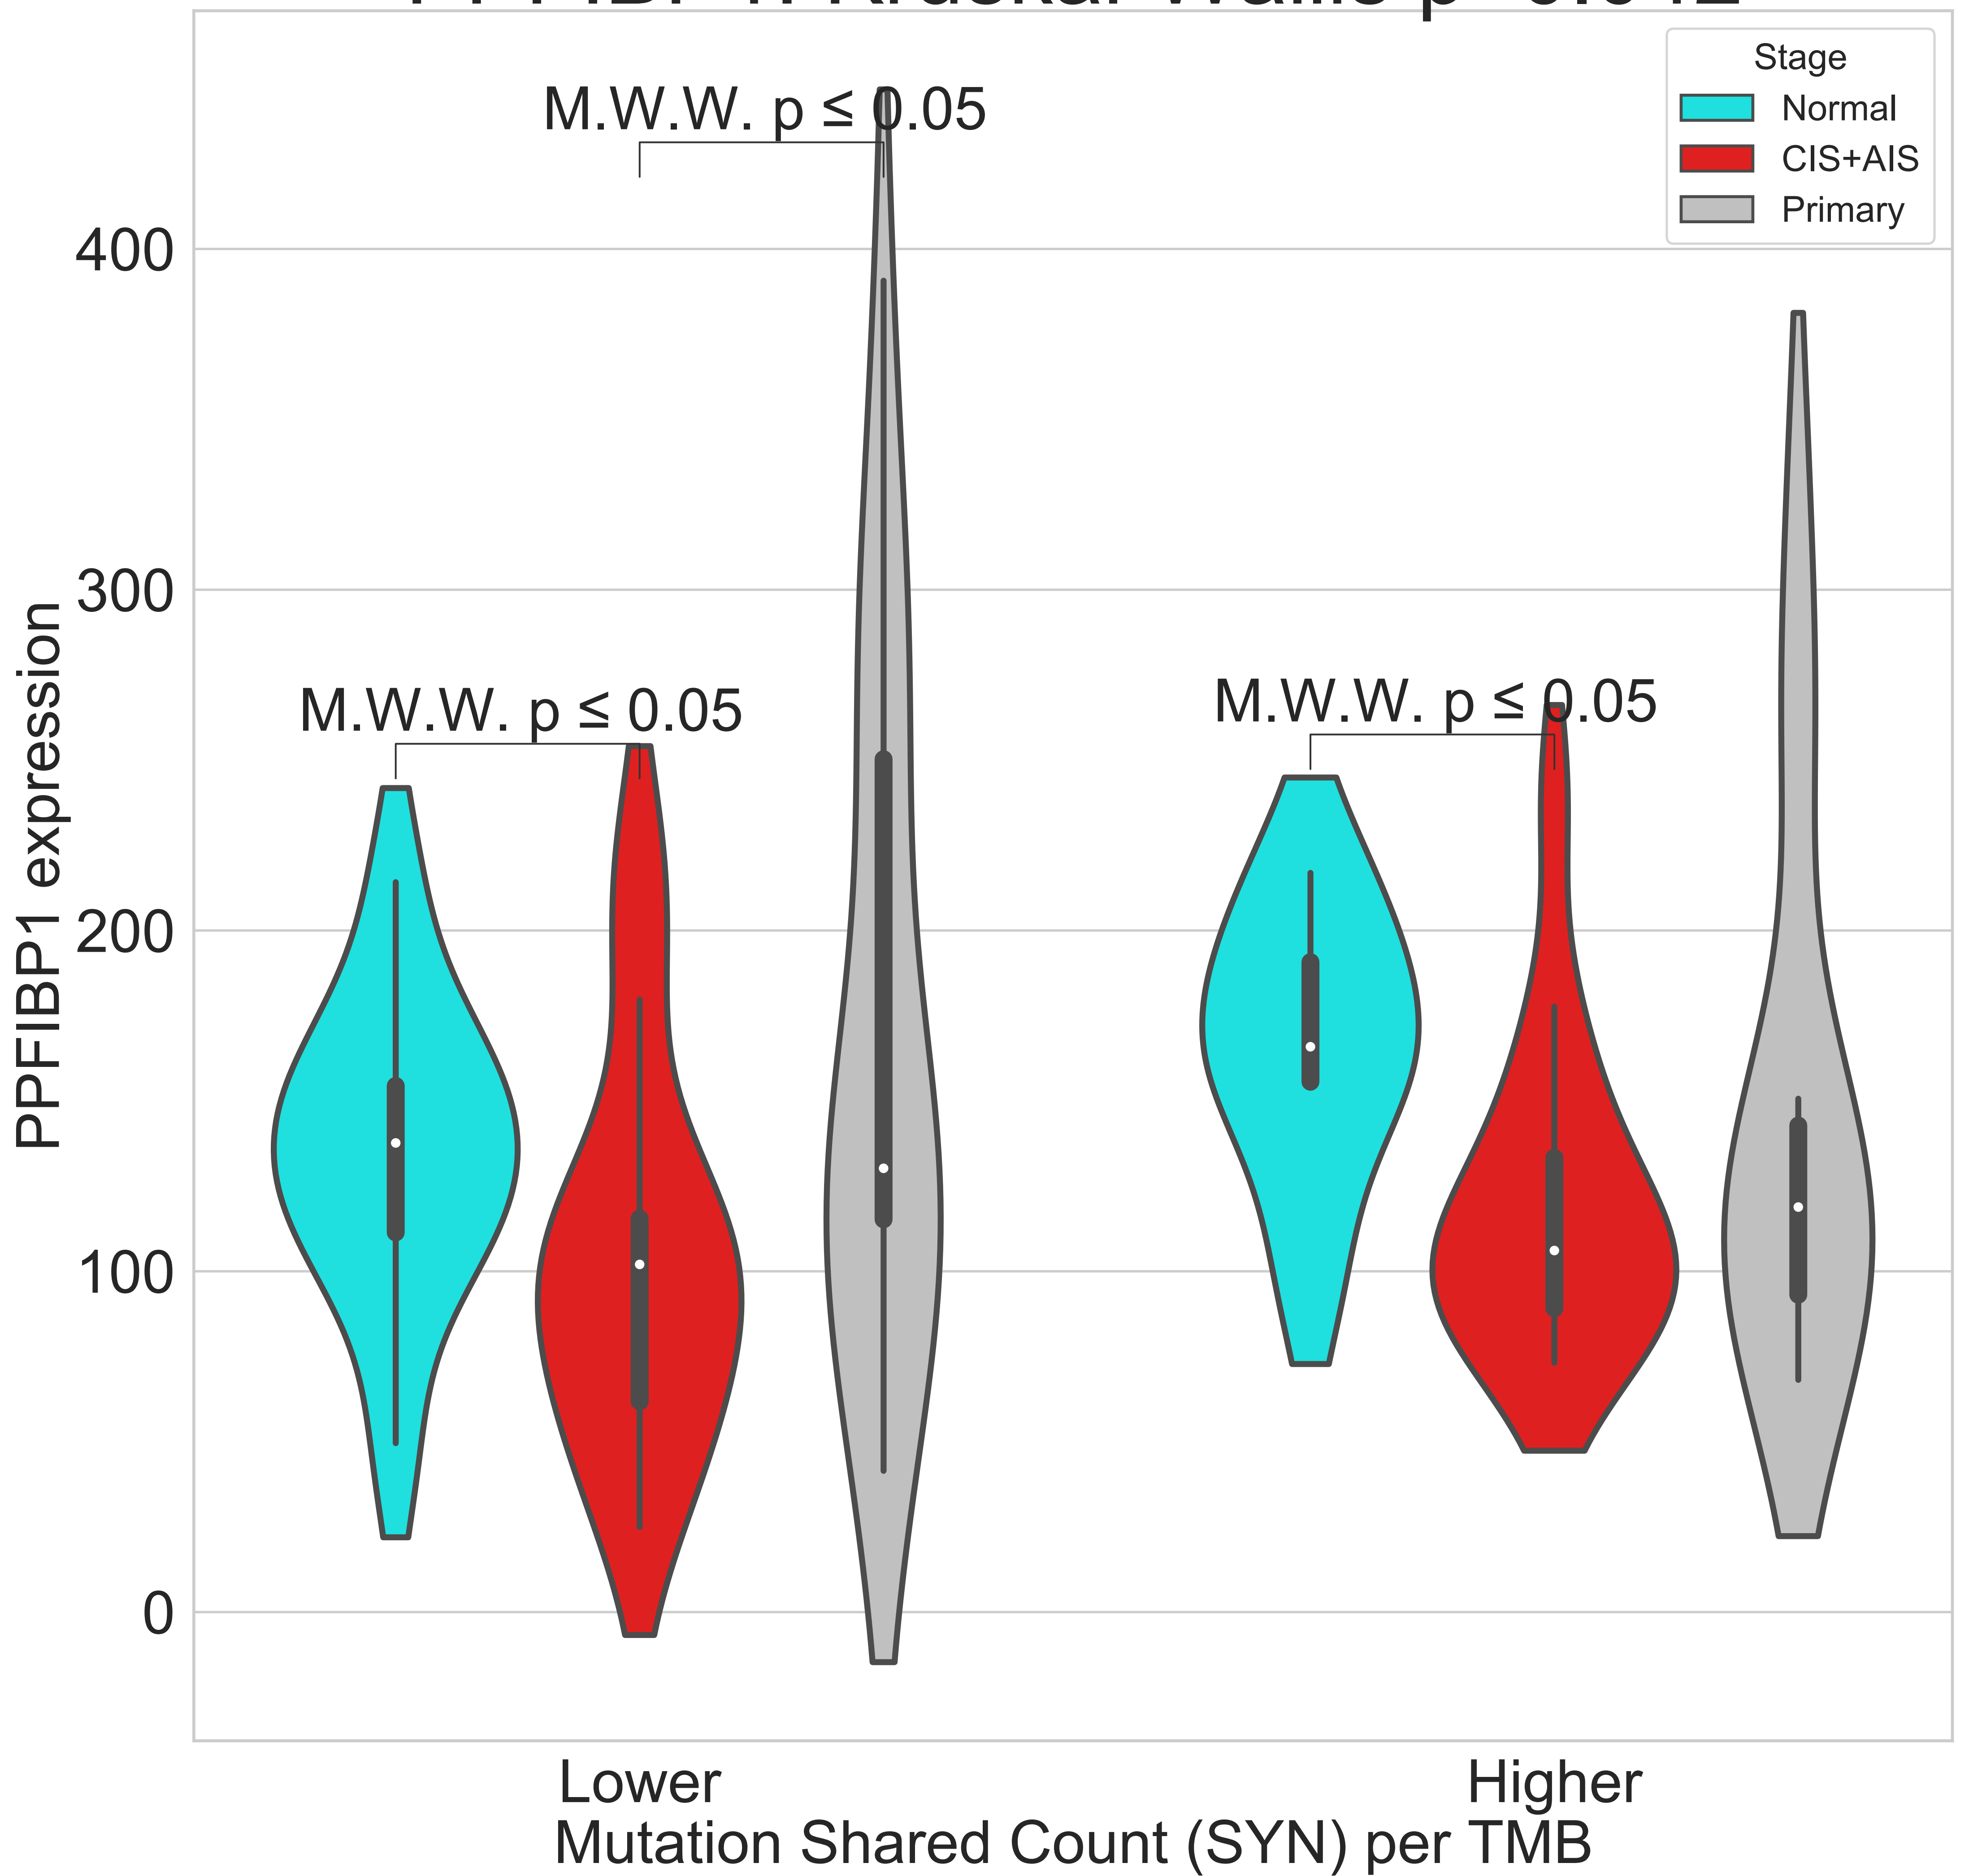 Stage
Normal
CIS+AIS
Primary
M.W.W. p ≤ 0.05
M.W.W. p ≤ 0.05
M.W.W. p ≤ 0.05
400
300
200
100
0
PPFIBP1 expression
Lower
Higher
Mutation Shared Count (SYN) per TMB